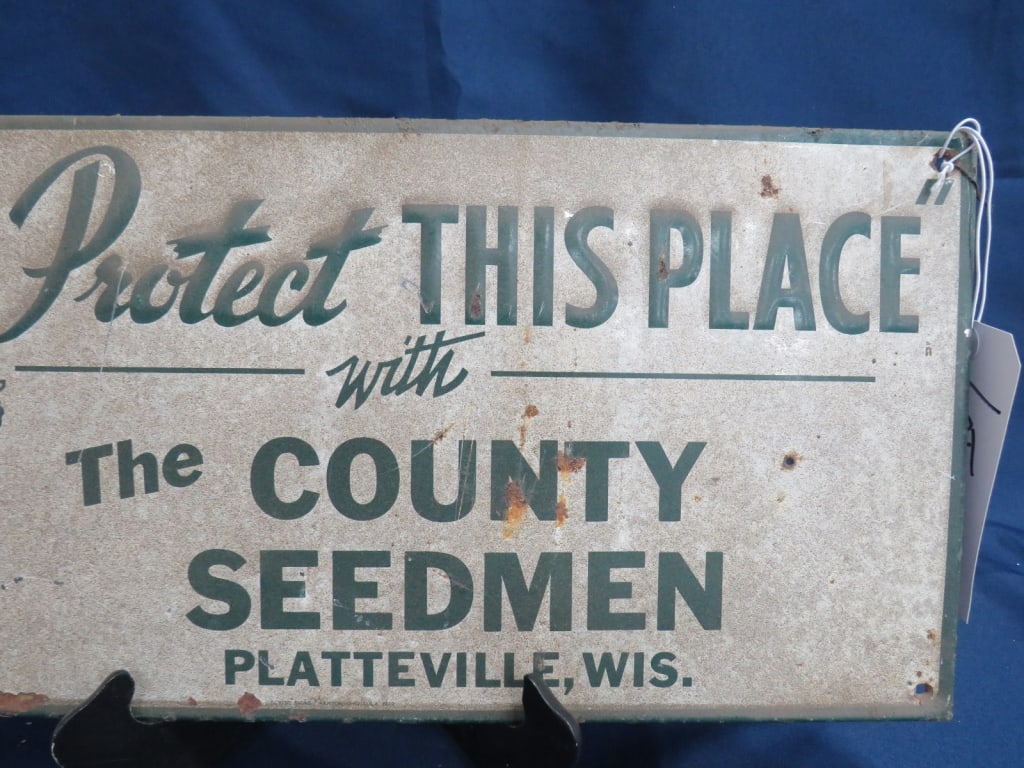 Protect THIS PLACE"
with
The COUNTY
SEEDMEN
PLATTEVILLE, WIS.